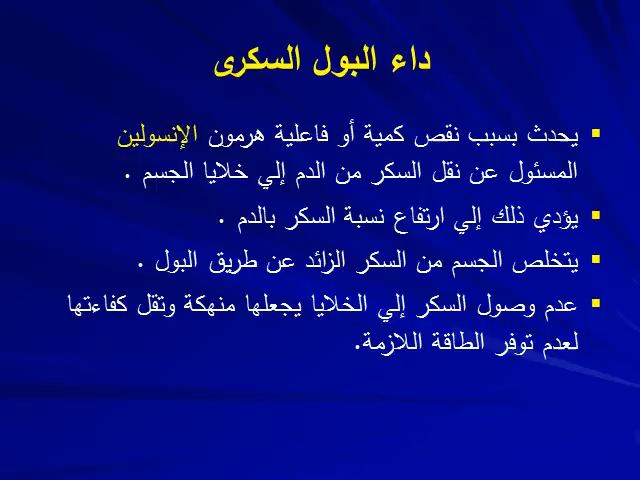 داء البول السكرى
يحدث بسبب نقص كمية أو فاعلية هرمون الإنسولين
المسئول عن نقل السكر من الدم إلي خلايا الجسم .
يؤدي ذلك إلي ارتفاع نسبة السكر بالدم .
يتخلص الجسم من السكر الزائد عن طريق البول .
عدم وصول السكر إلي الخلايا يجعلها منهكة وتقل كفاءتها
لعدم توفر الطاقة اللازمة.